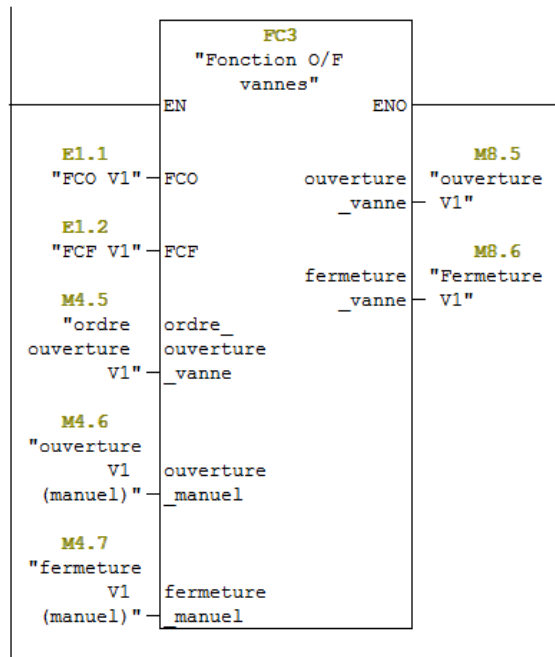 FC3
"Fonction O/F
vannes"
EN ENO
E1.1
"FCO V1" FCO
M8.5
ouverture "ouverture
_vanne V1"
E1.2
"FCF V1" FCF
M8.6
fermeture "Fermeture
_vanne V1"
M4.5
"ordre ordre_
ouverture ouverture
V1" _vanne
M4.6
"ouverture
V1 ouverture
(manuel)" _manuel
M4.7
"fermeture
V1 fermeture
(manuel)" _manuel